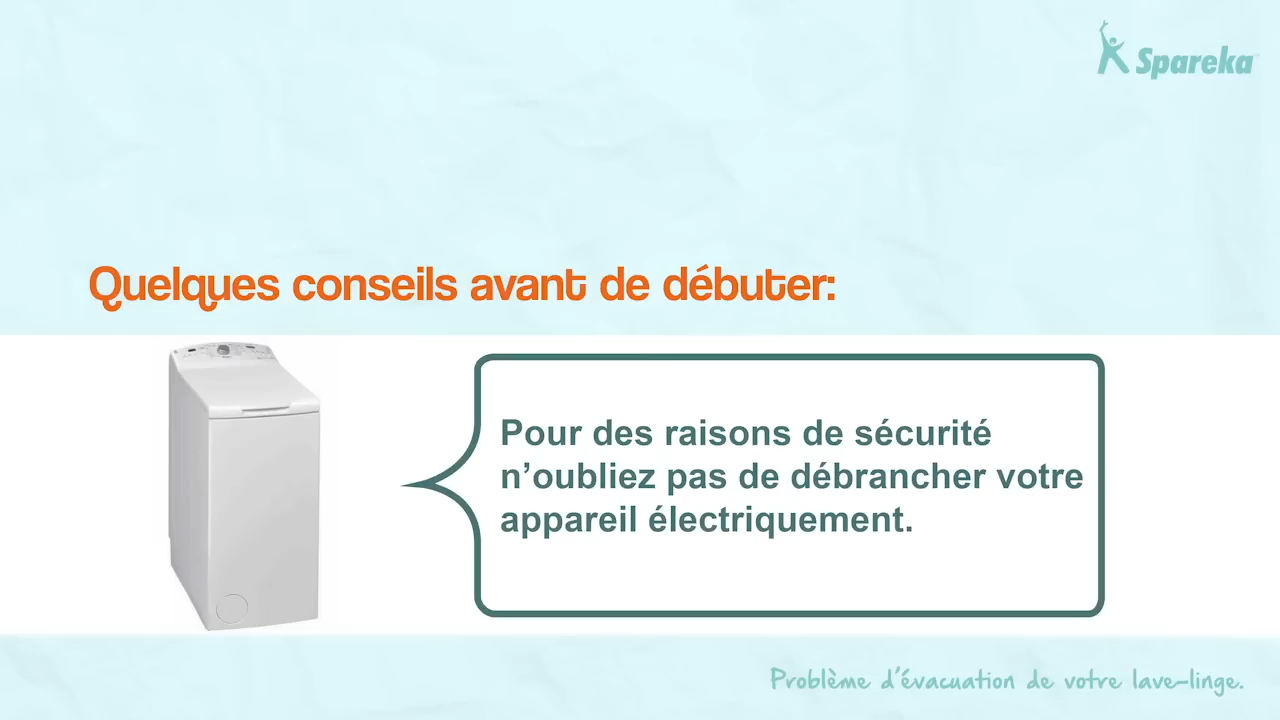 Spareka
Quelques conseils avant de débuter:
Pour des raisons de sécurité
n’oubliez pas de débrancher votre
appareil électriquement.
Problème d’évacuation de votre lave-linge.